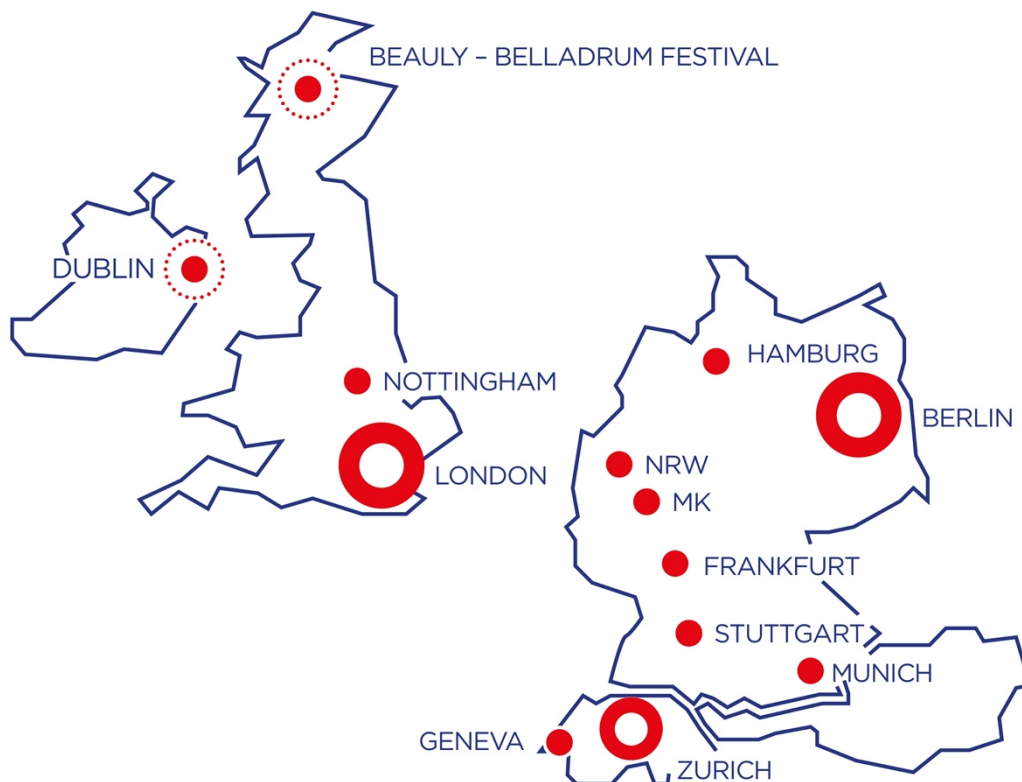 BEAULY – BELLADRUM FESTIVAL
DUBLIN
HAMBURG
NOTTINGHAM
BERLIN
NRW
LONDON
MK
FRANKFURT
STUTTGART
MUNICH
GENEVA
ZURICH